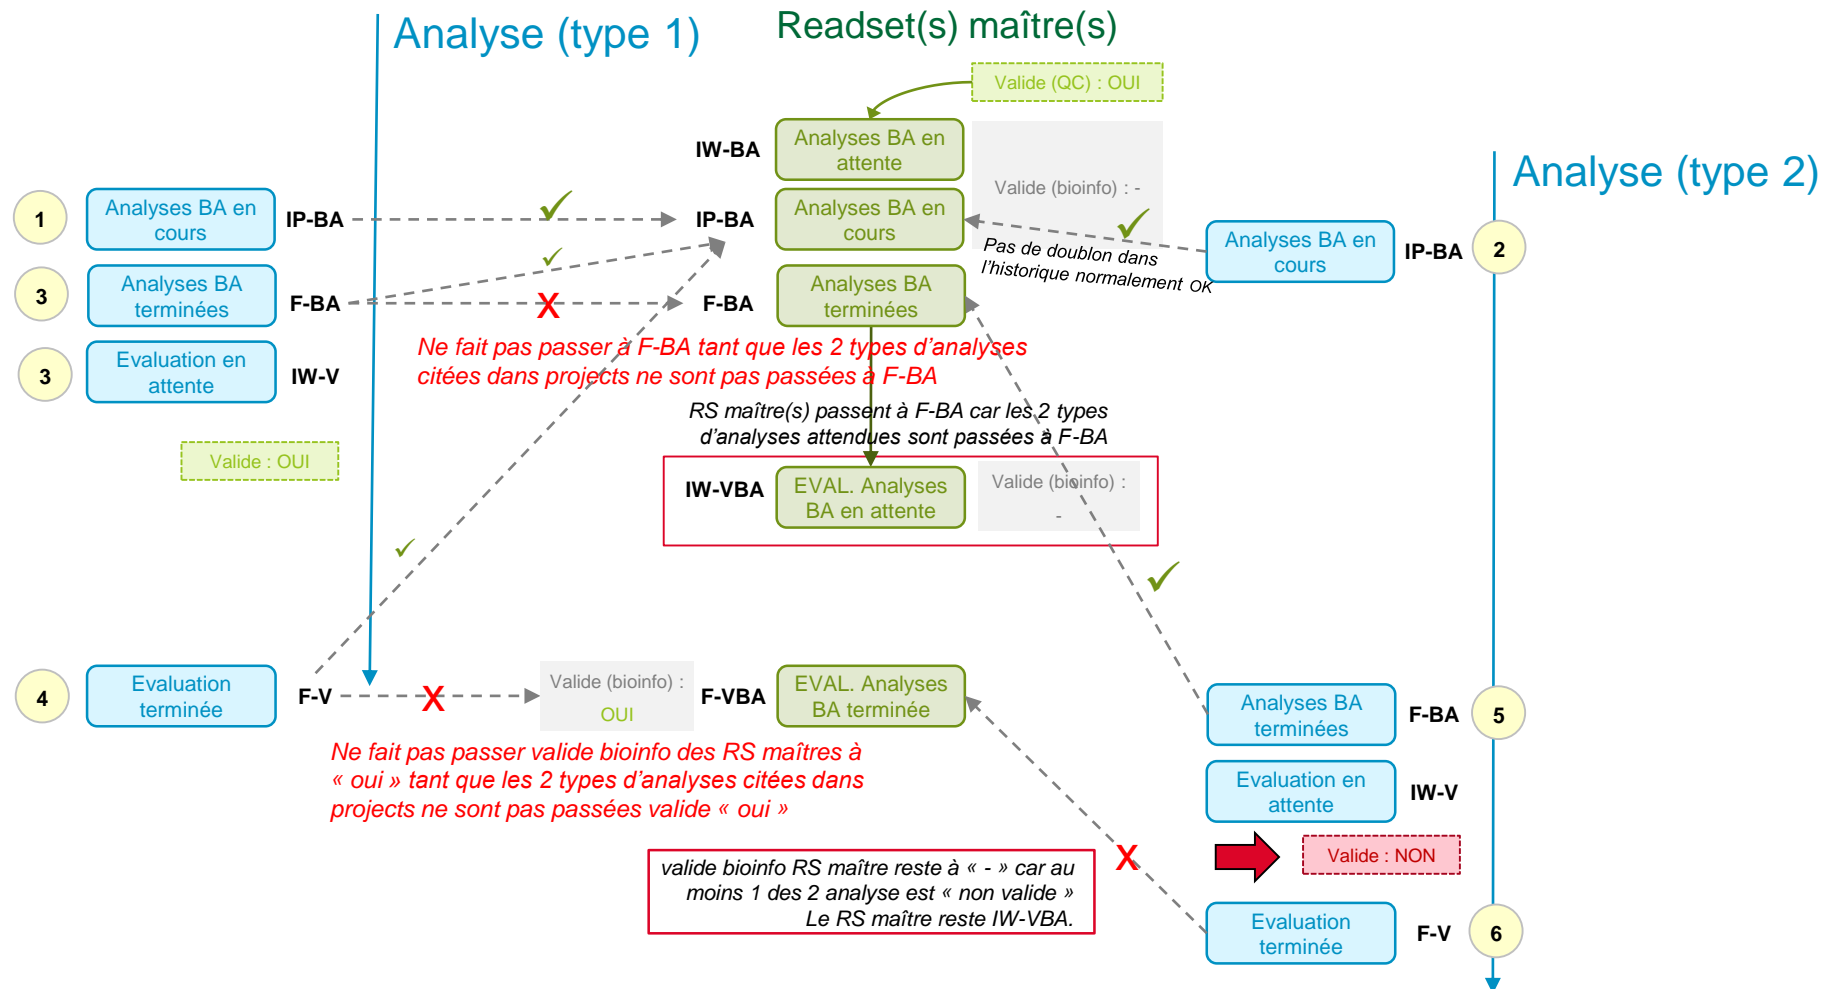 Analyse (type 1)
Readset(s) maître(s)
Valide (QC) : OUI
IW-BA
Analyses BA en
attente
Valide (bioinfo) : -
Analyse (type 2)
1
Analyses BA en
cours
IP-BA
IP-BA
Analyses BA en
cours
Pas de doublon dans
l'historique normalement OK
Analyses BA en
cours
IP-BA
2
3
Analyses BA
terminées
F-BA
X
F-BA
Analyses BA
terminées
3
Evaluation en
attente
IW-V
Ne fait pas passer à F-BA tant que les 2 types d'analyses
citées dans projects ne sont pas passées à F-BA
RS maître(s) passent à F-BA car les 2 types
d'analyses attendues sont passées à F-BA
Valide : OUI
IW-VBA
EVAL. Analyses
BA en attente
Valide (bioinfo) :
-
4
Evaluation
terminée
F-V
X
Valide (bioinfo) :
OUI
F-VBA
EVAL. Analyses
BA terminée
Analyses BA
terminées
F-BA
5
Ne fait pas passer valide bioinfo des RS maîtres à
« oui » tant que les 2 types d'analyses citées dans
projects ne sont pas passées valide « oui »
Evaluation en
attente
IW-V
Valide : NON
X
valide bioinfo RS maître reste à « - » car au
moins 1 des 2 analyse est « non valide »
Le RS maître reste IW-VBA.
Evaluation
terminée
F-V
6